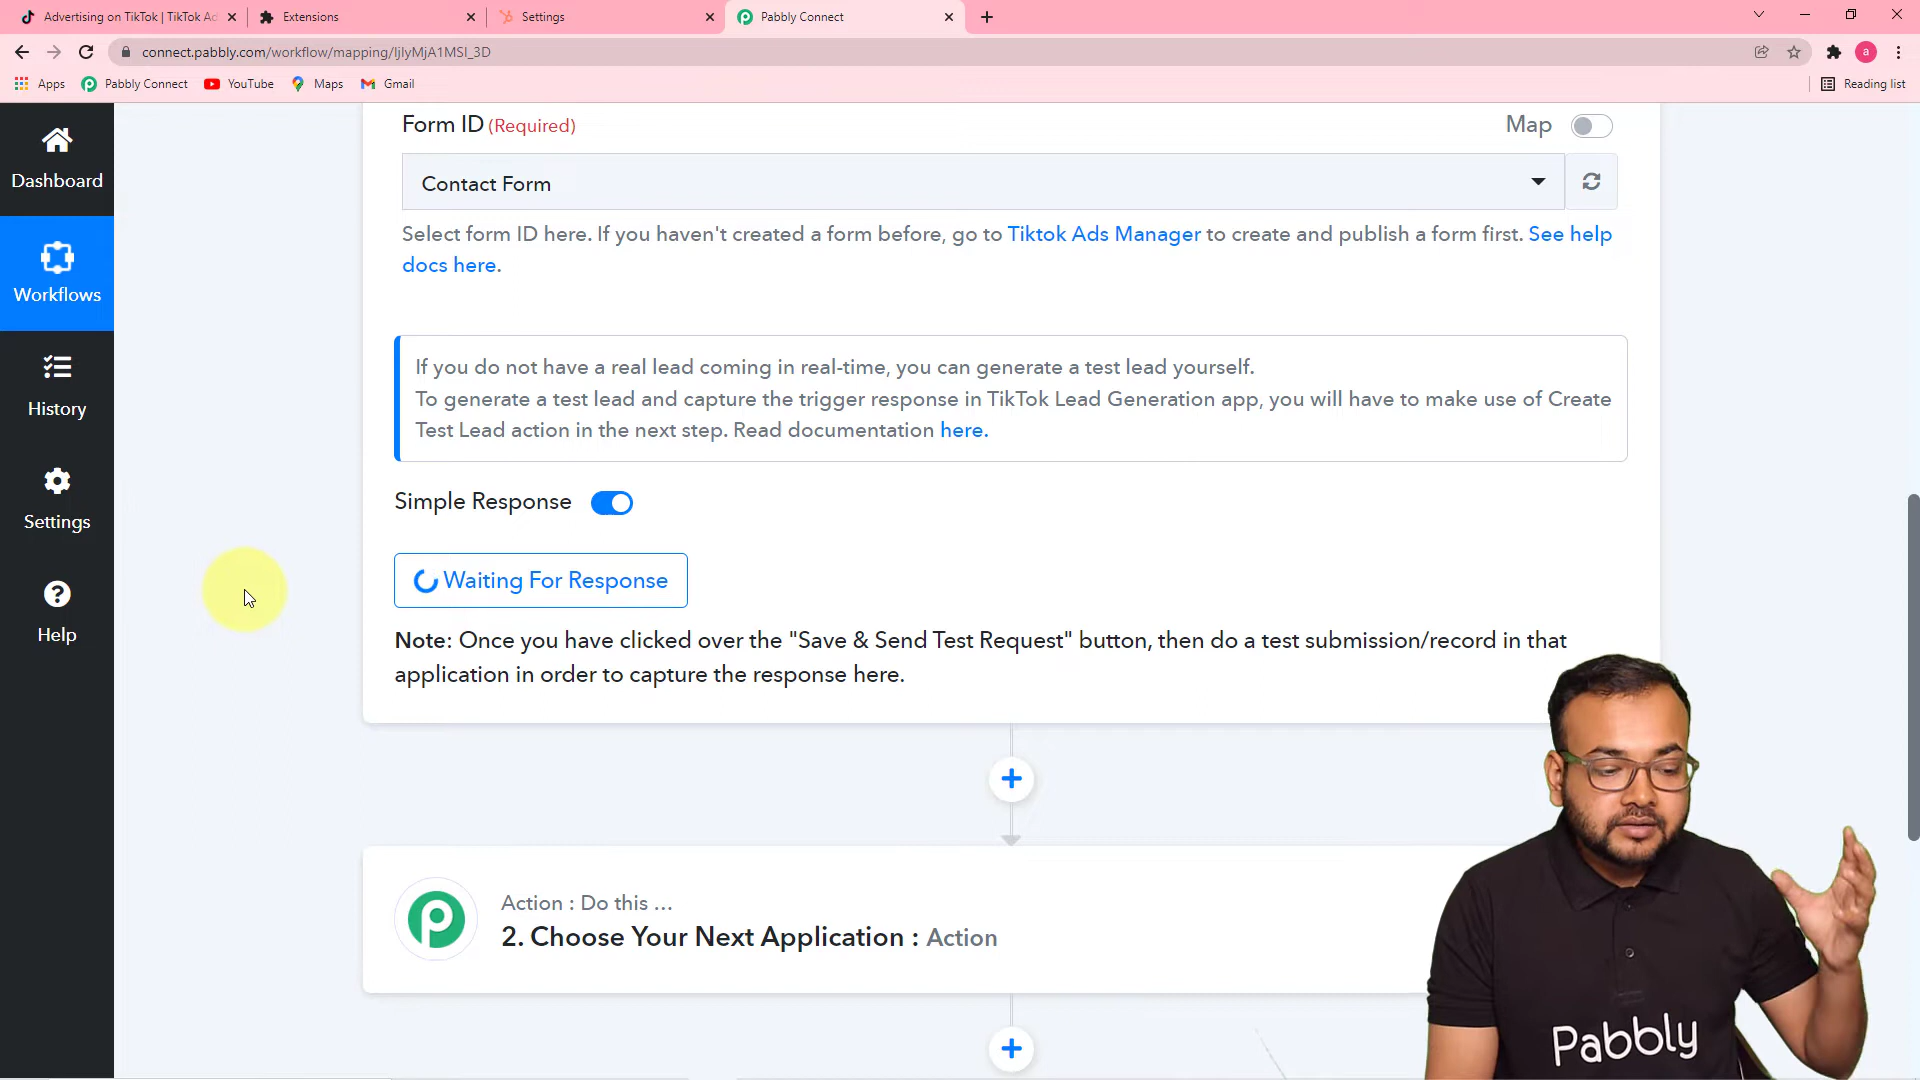 Advertising on TikTok | TikTok Ad
Extensions
Settings
Pabbly Connect
connect.pabbly.com/workflow/mapping/IjIyMjA1MSI_3D
a
Apps
Pabbly Connect
YouTube
Maps
Gmail
Reading list
Dashboard
Workflows
History
Settings
Help
Form ID (Required)
Map
Contact Form
Select form ID here. If you haven't created a form before, go to Tiktok Ads Manager to create and publish a form first. See help
docs here.
If you do not have a real lead coming in real-time, you can generate a test lead yourself.
To generate a test lead and capture the trigger response in TikTok Lead Generation app, you will have to make use of Create
Test Lead action in the next step. Read documentation here.
Simple Response
Waiting For Response
Note: Once you have clicked over the "Save & Send Test Request" button, then do a test submission/record in that
application in order to capture the response here.
Action : Do this ...
2. Choose Your Next Application : Action
Pabbly